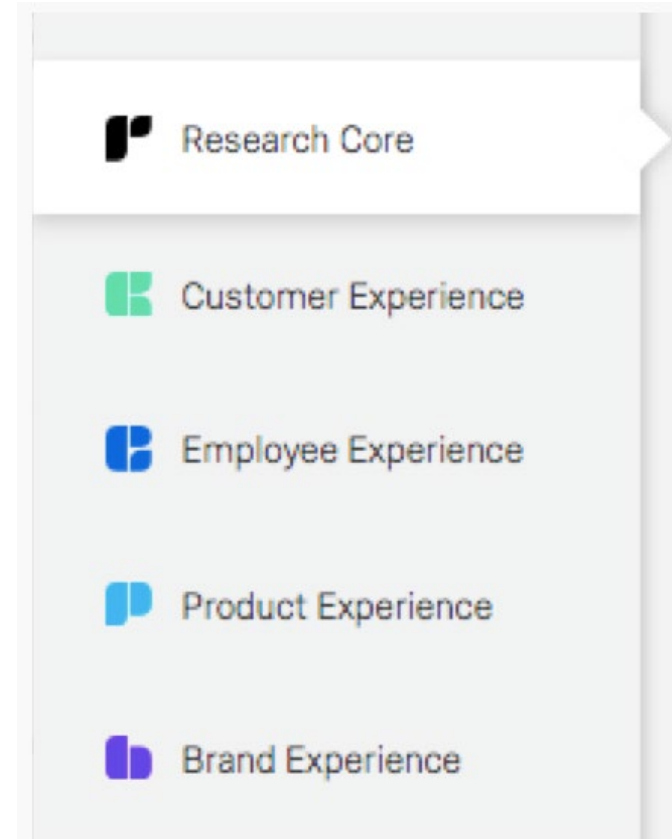 Research Core
Customer Experience
Employee Experience
Product Experience
Brand Experience